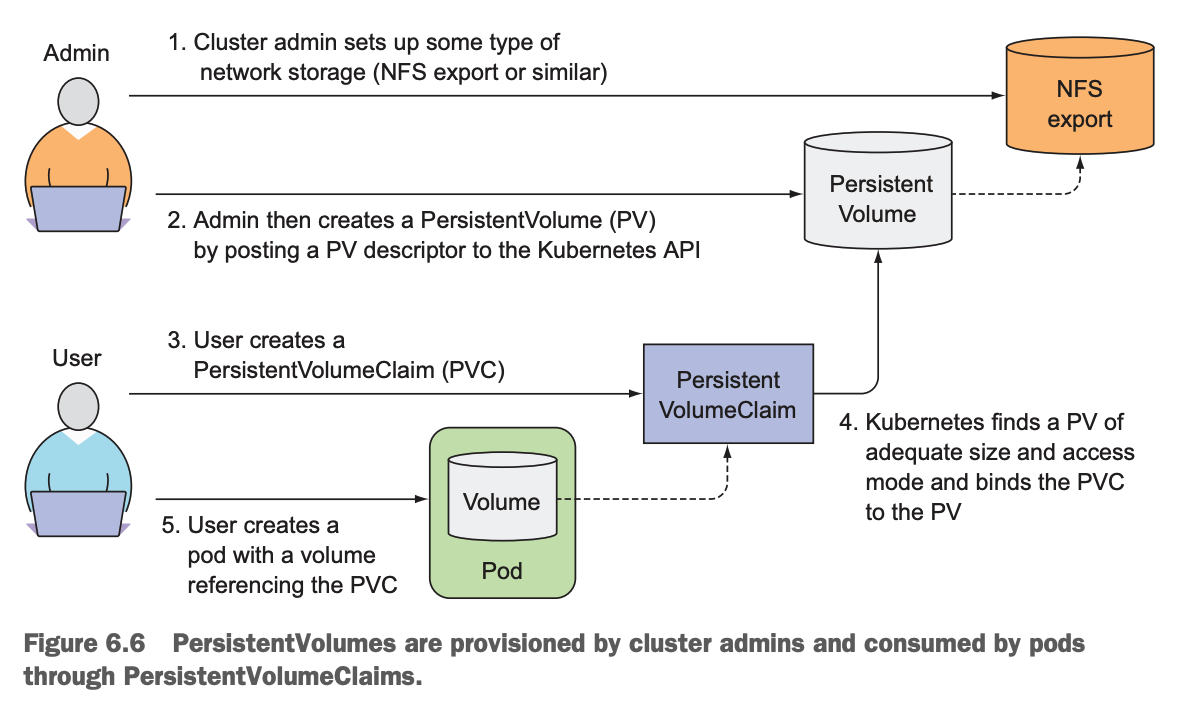 Admin
1. Cluster admin sets up some type of
network storage (NFS export or similar)
NFS
export
Persistent
Volume
2. Admin then creates a PersistentVolume (PV)
by posting a PV descriptor to the Kubernetes API
User
3. User creates a
PersistentVolumeClaim (PVC)
Persistent
VolumeClaim
4. Kubernetes finds a PV of
adequate size and access
mode and binds the PVC
to the PV
Volume
Pod
5. User creates a
pod with a volume
referencing the PVC
Figure 6.6 PersistentVolumes are provisioned by cluster admins and consumed by pods
through PersistentVolumeClaims.